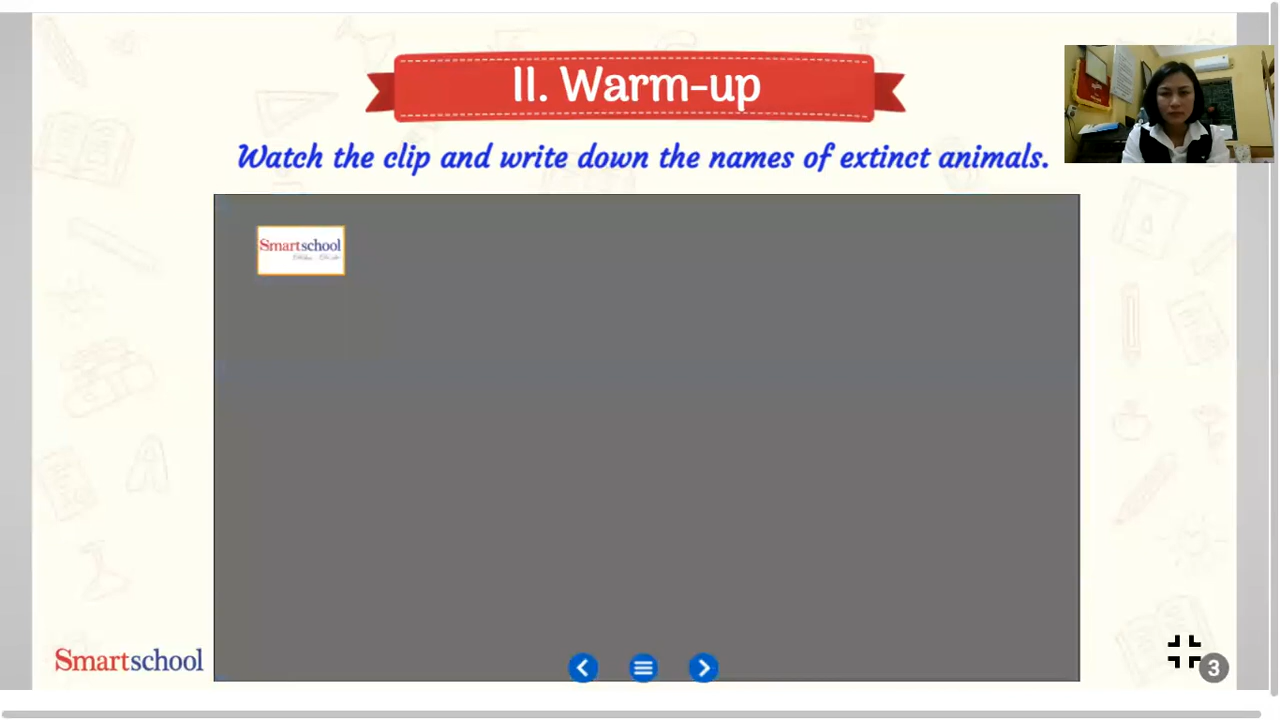 II. Warm-up
Watch the clip and write down the names of extinct animals.
Smartschool
Smartschool
3